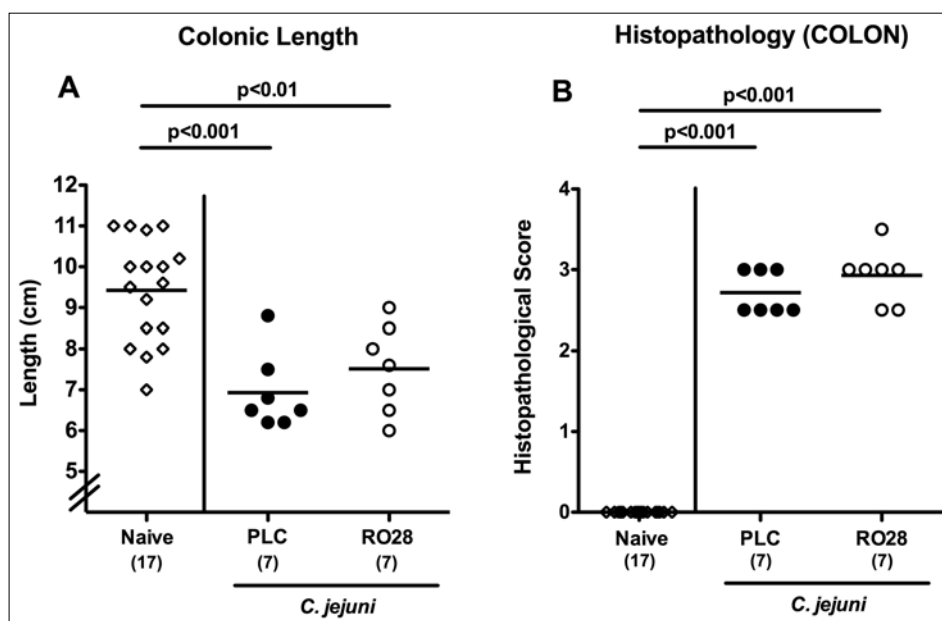 Colonic Length
A
p<0.01
p<0.001
Length (cm)
12
11
10
9
8
7
6
5
Naive
(17)
PLC
(7)
RO28
(7)
C. jejuni
Histopathology (COLON)
B
p<0.001
p<0.001
Histopathological Score
4
3
2
1
0
Naive
(17)
PLC
(7)
RO28
(7)
C. jejuni